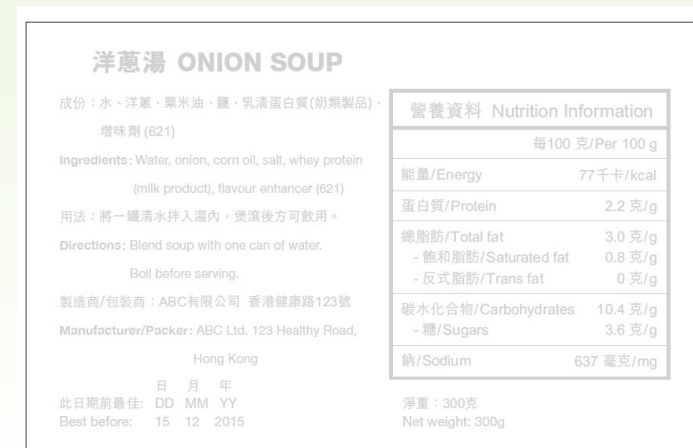 洋蔥湯 ONION SOUP
成份：水、洋蔥、粟米油、鹽、乳清蛋白質(奶類製品)、
增味劑 (621)
Ingredients: Water, onion, corn oil, salt, whey protein
(milk product), flavour enhancer (621)
用法：將一罐清水拌入湯內，煲滾後方可飲用。
Directions: Blend soup with one can of water.
Boil before serving.
製造商/包裝商：ABC有限公司 香港健康路123號
Manufacturer/Packer: ABC Ltd. 123 Healthy Road,
Hong Kong
日 月 年
此日期前最佳: DD MM YY
Best before: 15 12 2015
營養資料 Nutrition Information
每100 克/Per 100 g
能量/Energy 77千卡/kcal
蛋白質/Protein 2.2 克/g
總脂肪/Total fat 3.0 克/g
- 飽和脂肪/Saturated fat 0.8 克/g
- 反式脂肪/Trans fat 0 克/g
碳水化合物/Carbohydrates 10.4 克/g
- 糖/Sugars 3.6 克/g
鈉/Sodium 637 毫克/mg
淨重：300克
Net weight: 300g